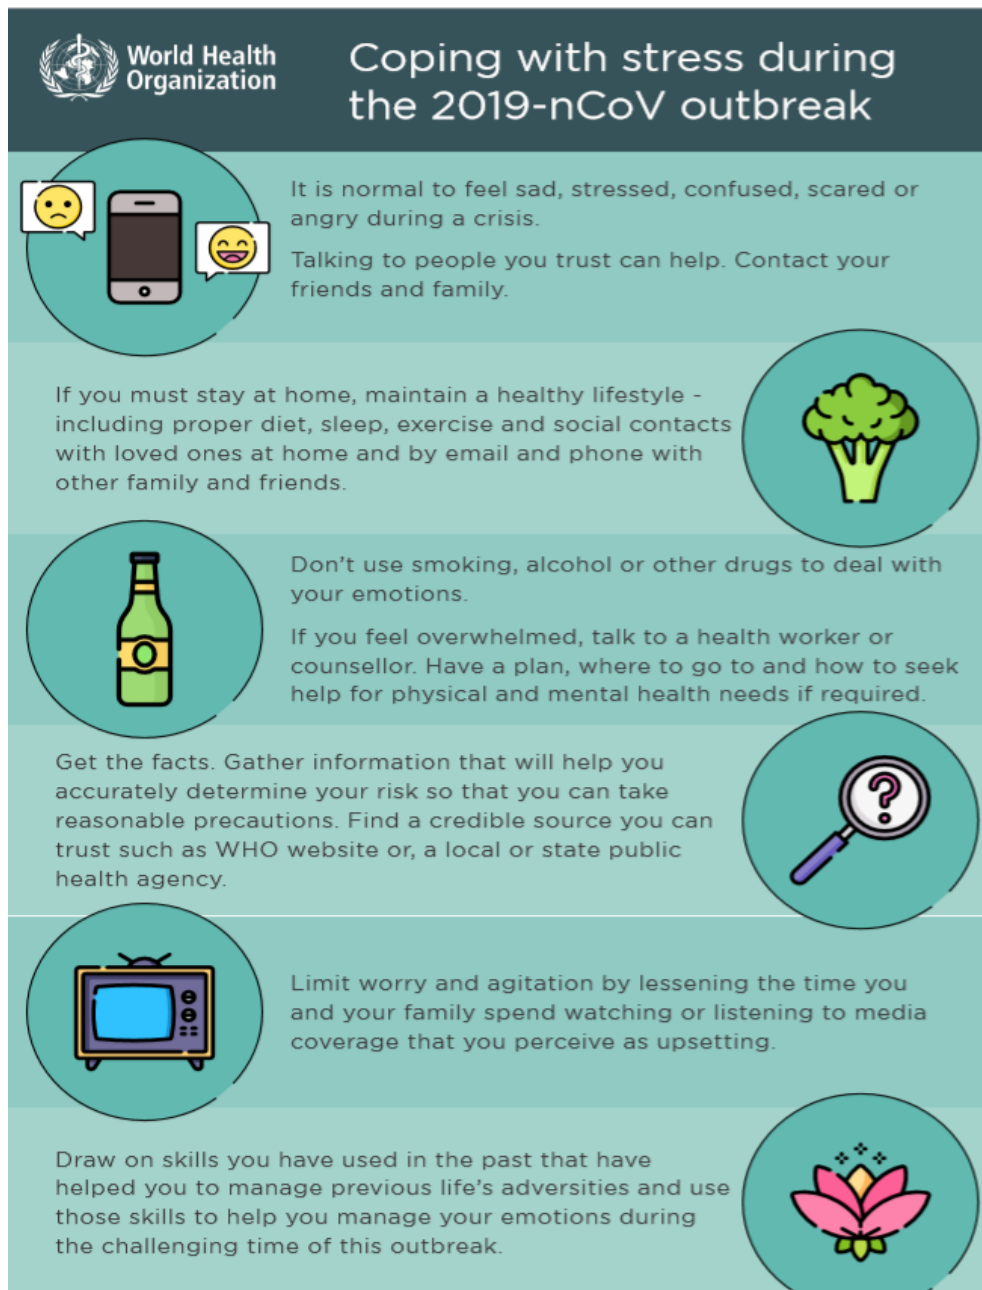 World Health
Organization
Coping with stress during
the 2019-nCoV outbreak
It is normal to feel sad, stressed, confused, scared or
angry during a crisis.
Talking to people you trust can help. Contact your
friends and family.
If you must stay at home, maintain a healthy lifestyle -
including proper diet, sleep, exercise and social contacts
with loved ones at home and by email and phone with
other family and friends.
Don't use smoking, alcohol or other drugs to deal with
your emotions.
If you feel overwhelmed, talk to a health worker or
counsellor. Have a plan, where to go to and how to seek
help for physical and mental health needs if required.
Get the facts. Gather information that will help you
accurately determine your risk so that you can take
reasonable precautions. Find a credible source you can
trust such as WHO website or, a local or state public
health agency.
?
Limit worry and agitation by lessening the time you
and your family spend watching or listening to media
coverage that you perceive as upsetting.
Draw on skills you have used in the past that have
helped you to manage previous life's adversities and use
those skills to help you manage your emotions during
the challenging time of this outbreak.